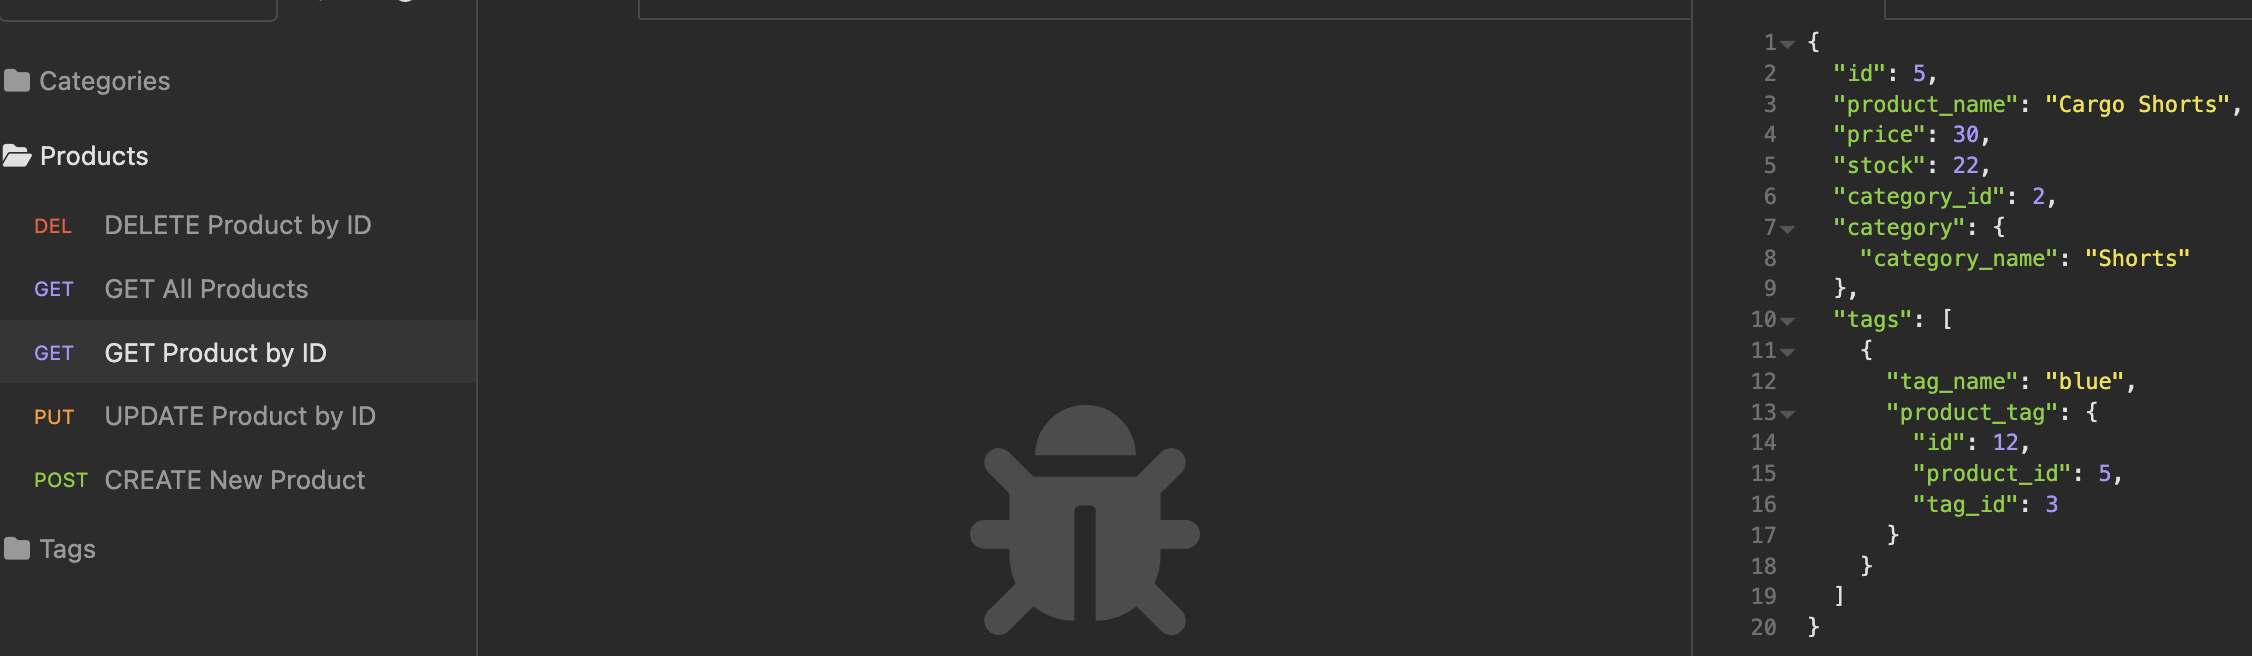 Categories
Products
DEL DELETE Product by ID
GET GET All Products
GET GET Product by ID
PUT UPDATE Product by ID
POST CREATE New Product
Tags
1 {
2 "id": 5,
3 "product_name": "Cargo Shorts",
4 "price": 30,
5 "stock": 22,
6 "category_id": 2,
7 "category": {
8 "category_name": "Shorts"
9 },
10 "tags": [
11 {
12 "tag_name": "blue",
13 "product_tag": {
14 "id": 12,
15 "product_id": 5,
16 "tag_id": 3
17 }
18 }
19 ]
20 }